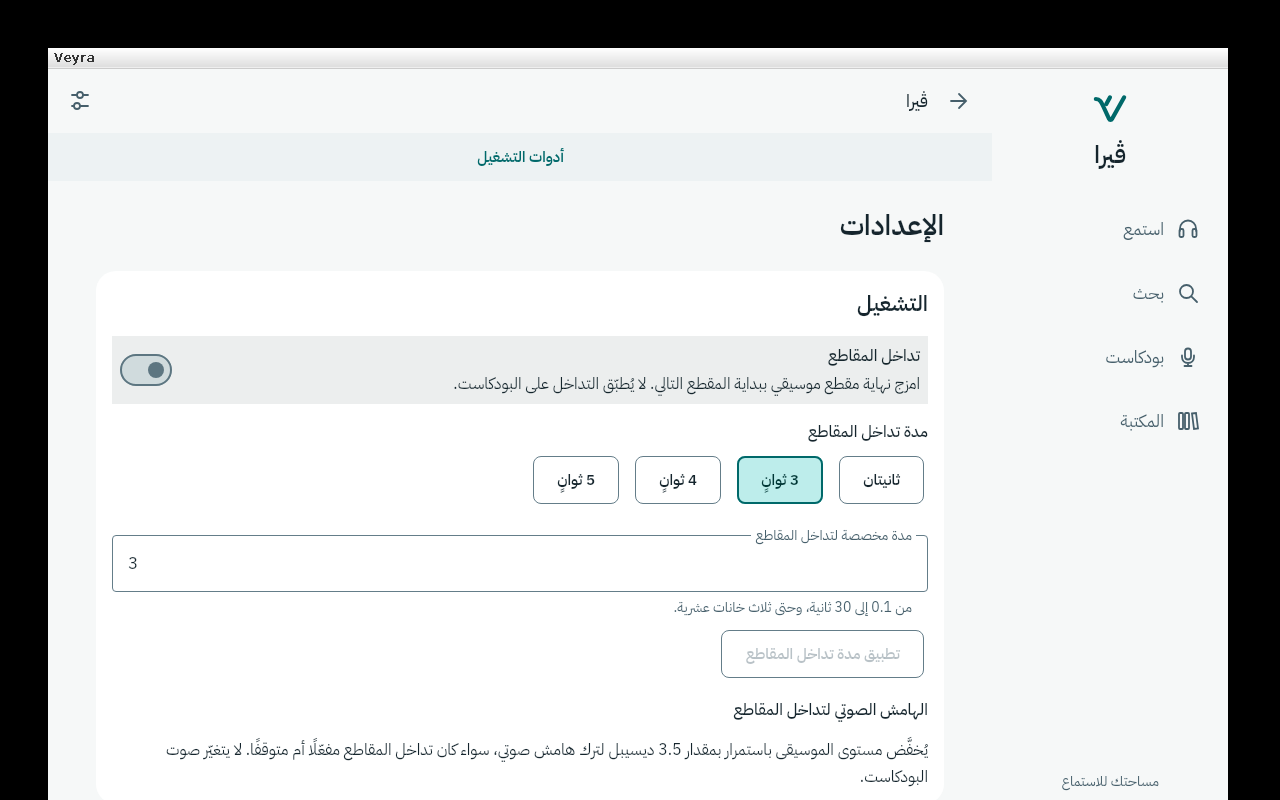 Veyra
ڤيرا
ڤيرا
أدوات التشغيل
استمع
بحث
بودكاست
المكتبة
مساحتك للاستماع
الإعدادات
التشغيل
تداخل المقاطع
امزج نهاية مقطع موسيقي ببداية المقطع التالي. لا يُطبّق التداخل على البودكاست.
مدة تداخل المقاطع
ثانيتان
3 ثوانٍ
4 ثوانٍ
5 ثوانٍ
مدة مخصصة لتداخل المقاطع
3
من 0.1 إلى 30 ثانية، وحتى ثلاث خانات عشرية.
تطبيق مدة تداخل المقاطع
الهامش الصوتي لتداخل المقاطع
يُخفَّض مستوى الموسيقى باستمرار بمقدار 3.5 ديسيبل لترك هامش صوتي، سواء كان تداخل المقاطع مفعّلًا أم متوقفًا. لا يتغيّر صوت
البودكاست.